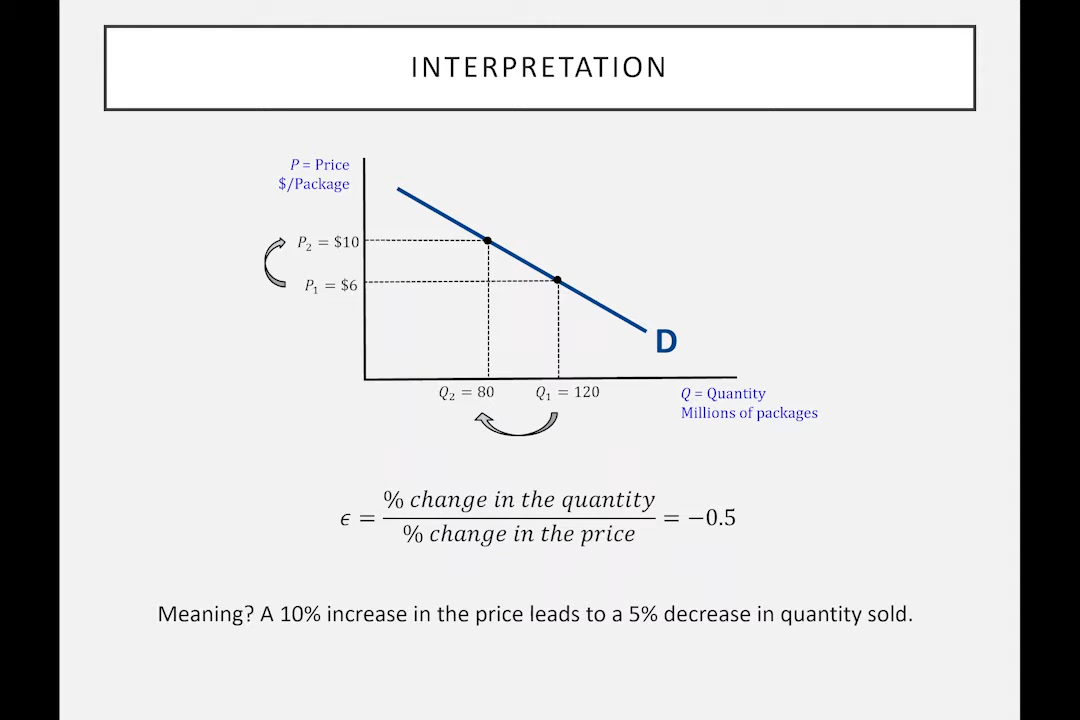 INTERPRETATION
P = Price
$/Package
P₂ = $10
P₁ = $6
D
Q₂ = 80
Q₁ = 120
Q = Quantity
Millions of packages
ϵ = % change in the quantity / % change in the price = −0.5
Meaning? A 10% increase in the price leads to a 5% decrease in quantity sold.